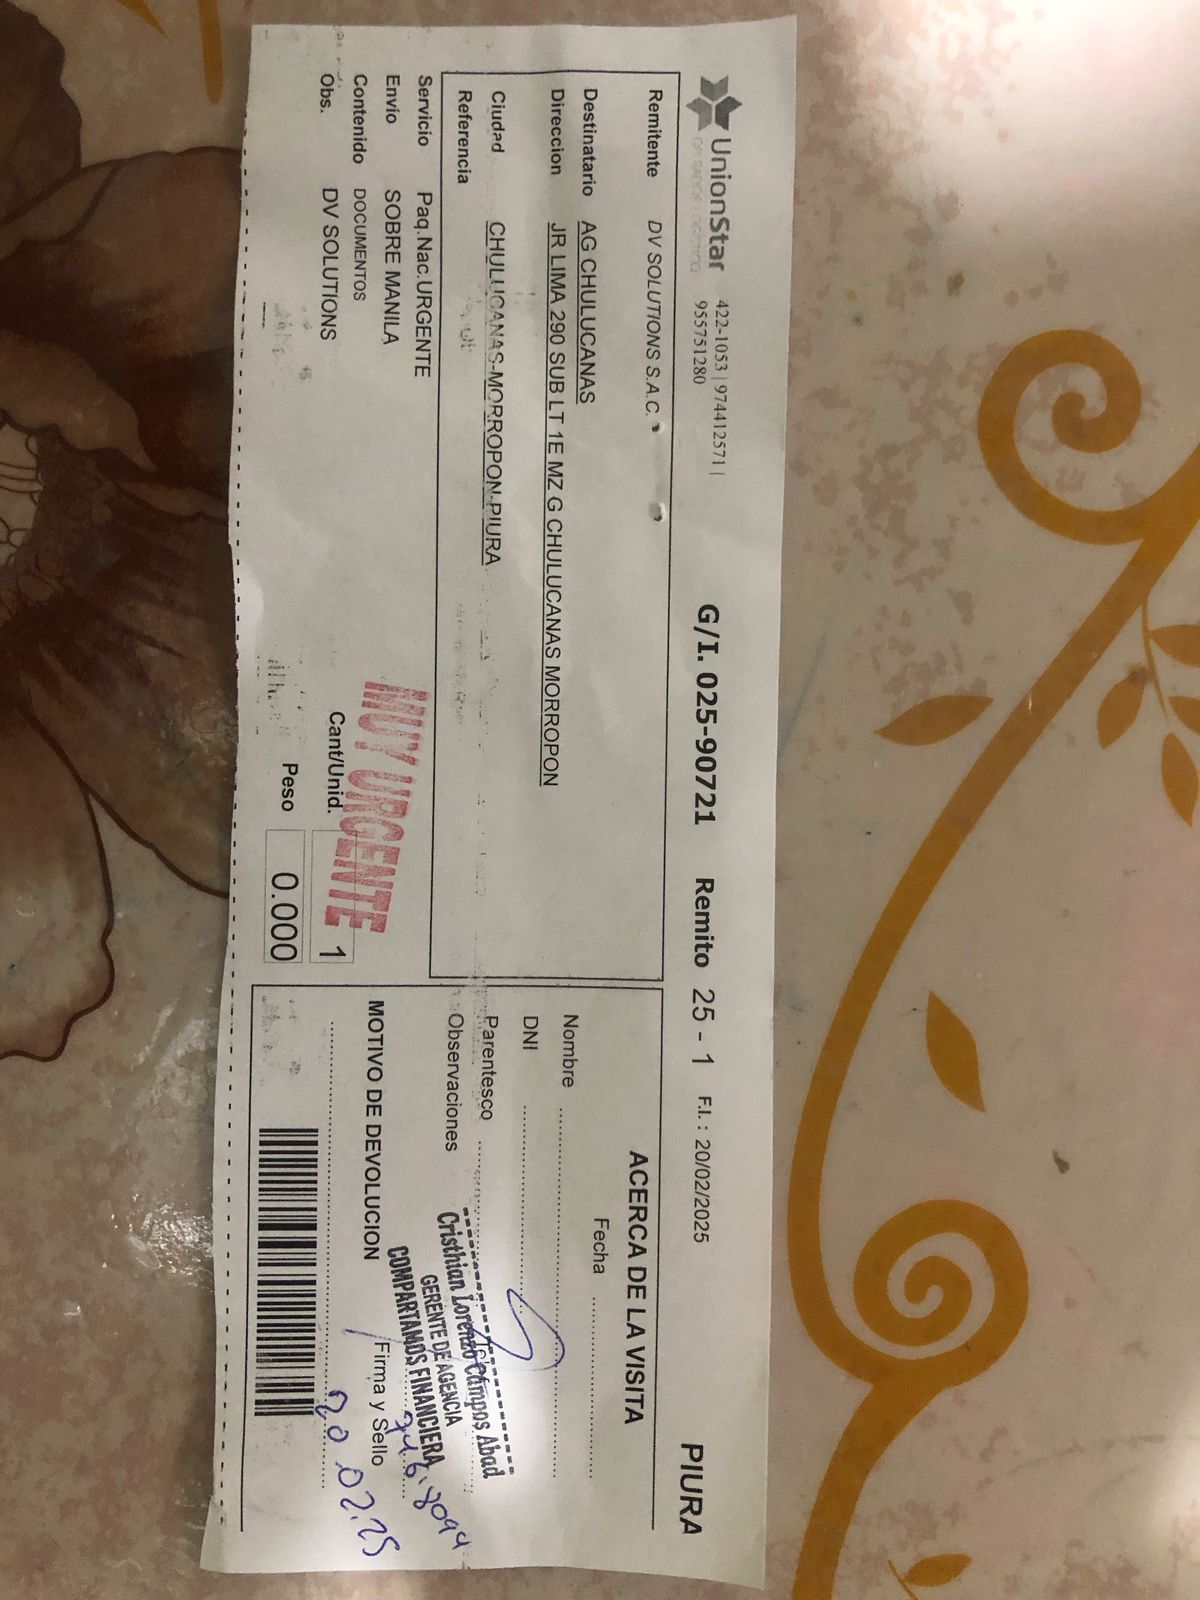 UnionStar 422-1053 | 974412571 |
OPERADOR LOGISTICO 955751280
G/I. 025-90721 Remito 25 - 1 F.I.: 20/02/2025 PIURA
Remitente DV SOLUTIONS S.A.C.
Destinatario AG CHULUCANAS
Direccion JR LIMA 290 SUB LT 1E MZ G CHULUCANAS MORROPON
Ciudad CHULUCANAS-MORROPON-PIURA
Referencia
Servicio Paq.Nac.URGENTE
Envío SOBRE MANILA
Contenido DOCUMENTOS
Obs. DV SOLUTIONS
MUY URGENTE
Cant/Unid. 1
Peso 0.000
ACERCA DE LA VISITA
Fecha
Nombre
DNI
Parentesco
Observaciones
Cristhian Lorenzo Campos Abad
GERENTE DE AGENCIA
COMPARTAMOS FINANCIERA
MOTIVO DE DEVOLUCION
Firma y Sello
20 02.25